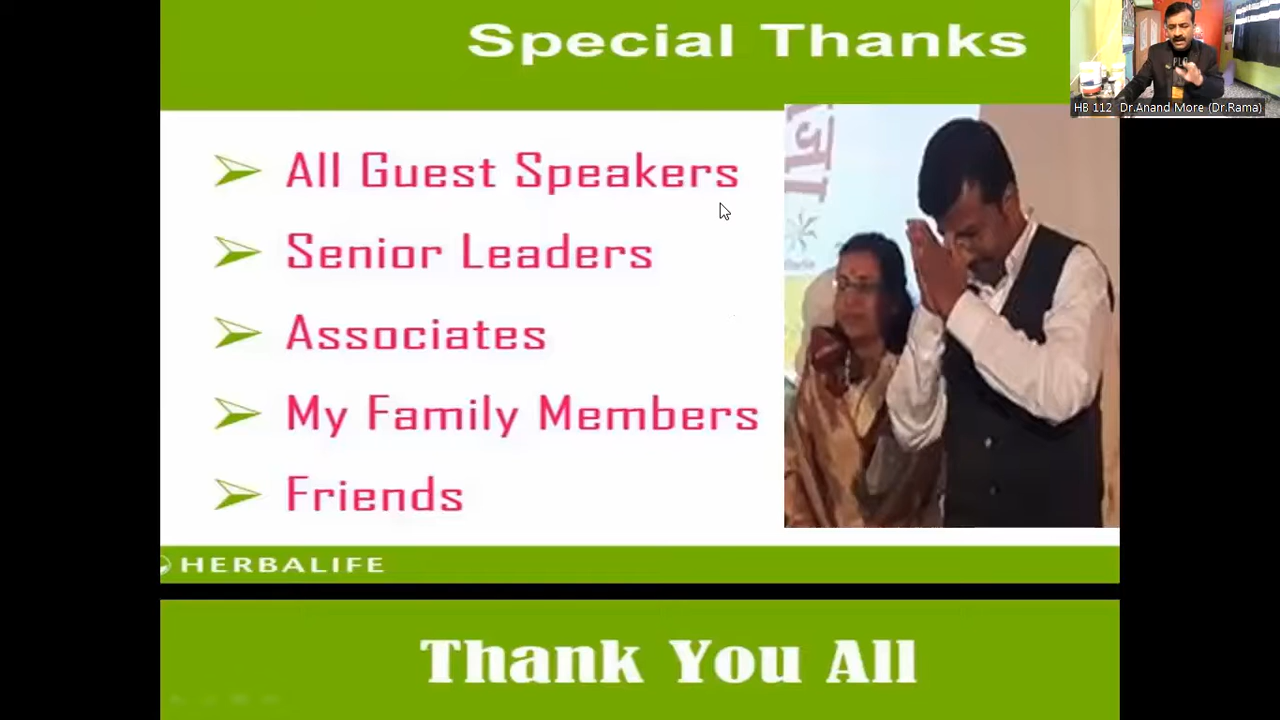 Special Thanks
HB 112 Dr.Anand More (Dr.Rama)
All Guest Speakers
Senior Leaders
Associates
My Family Members
Friends
HERBALIFE
Thank You All